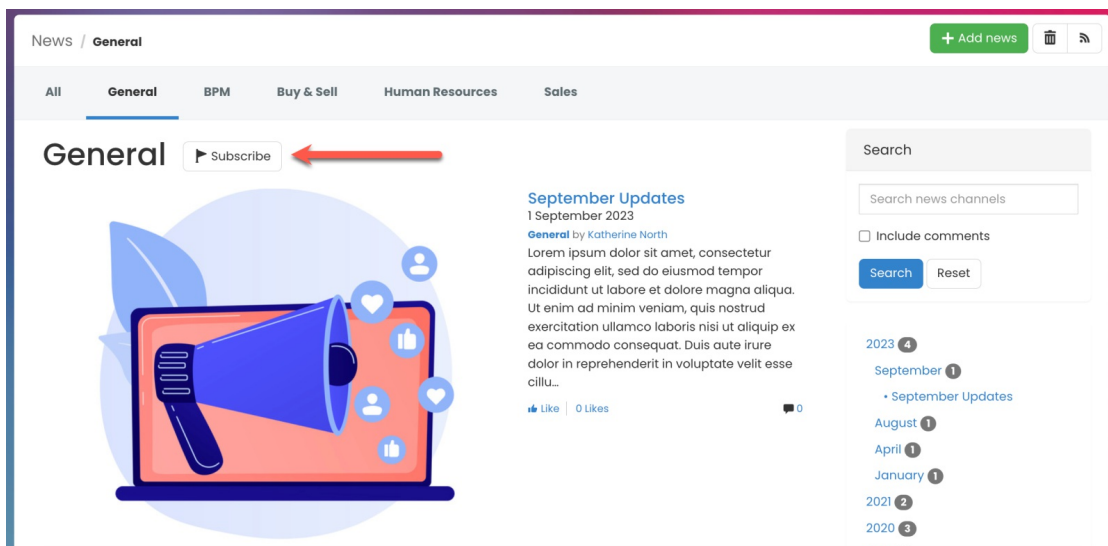 News / General
+ Add news
All General BPM Buy & Sell Human Resources Sales
General
Subscribe
September Updates
1 September 2023
General by Katherine North
Lorem ipsum dolor sit amet, consectetur
adipiscing elit, sed do eiusmod tempor
incididunt ut labore et dolore magna aliqua.
Ut enim ad minim veniam, quis nostrud
exercitation ullamco laboris nisi ut aliquip ex
ea commodo consequat. Duis aute irure
dolor in reprehenderit in voluptate velit esse
cillu...
Like 0 Likes 0
Search
Search news channels
Include comments
Search Reset
2023 4
September 1
• September Updates
August 1
April 1
January 1
2021 2
2020 3